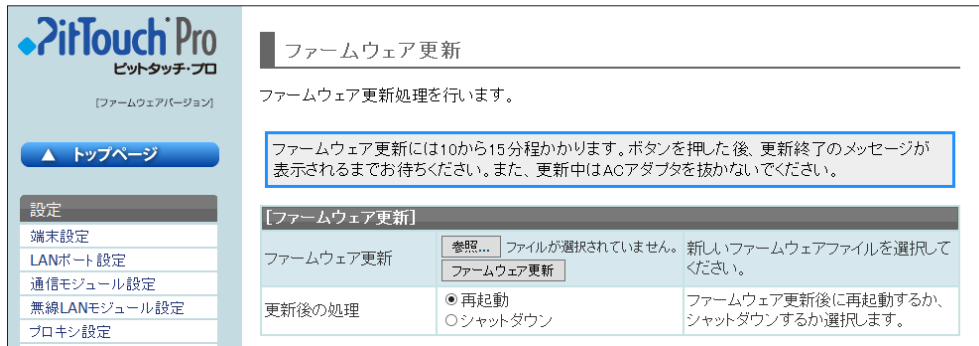 PitTouch Pro
ピットタッチ・プロ
[ファームウェアバージョン]
▲ トップページ
設定
端末設定
LANポート設定
通信モジュール設定
無線LANモジュール設定
プロキシ設定
ファームウェア更新
ファームウェア更新処理を行います。
ファームウェア更新には10から15分程かかります。ボタンを押した後、更新終了のメッセージが
表示されるまでお待ちください。また、更新中はACアダプタを抜かないでください。
[ファームウェア更新]
ファームウェア更新
参照... ファイルが選択されていません。
ファームウェア更新
新しいファームウェアファイルを選択して
ください。
更新後の処理
再起動
シャットダウン
ファームウェア更新後に再起動するか、
シャットダウンするか選択します。